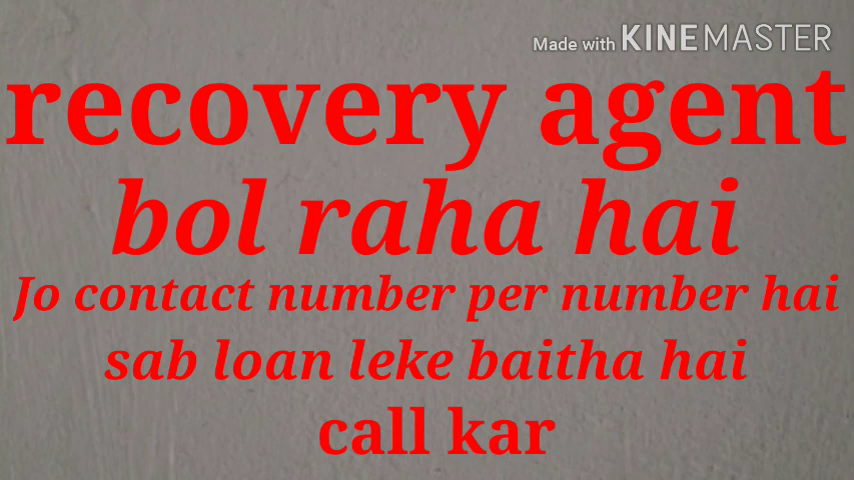 Made with KINEMASTER
recovery agent
bol raha hai
Jo contact number per number hai
sab loan leke baitha hai
call kar